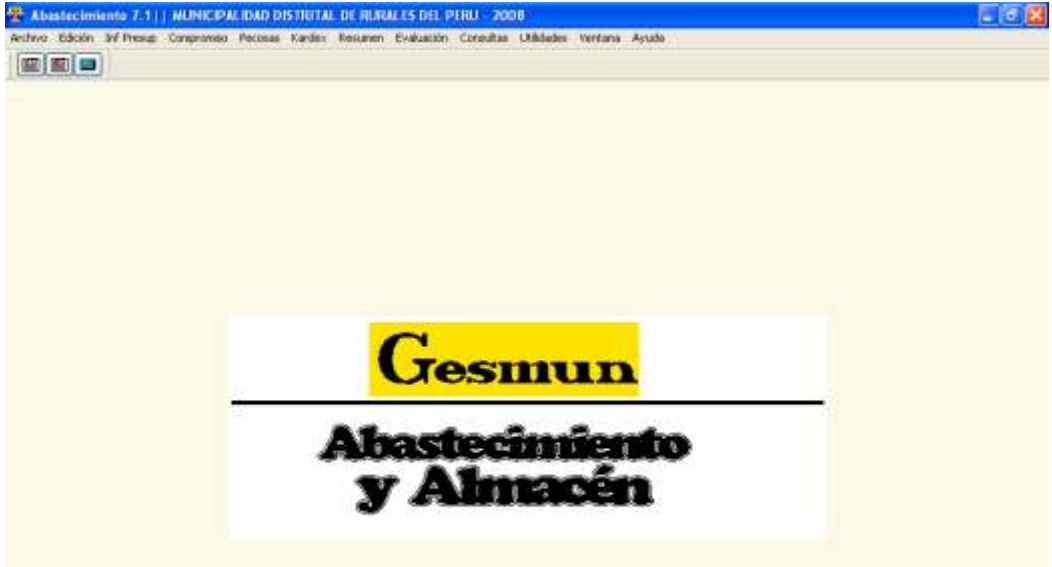 Abastecimiento 7.1 | | MUNICIPALIDAD DISTRITAL DE RURALES DEL PERU - 2008
Archivo Edición Inf Presup Compromiso Pecosas Kardex Resumen Evaluación Consultas Utilidades Ventana Ayuda
Gesmun
Abastecimiento
y Almacén